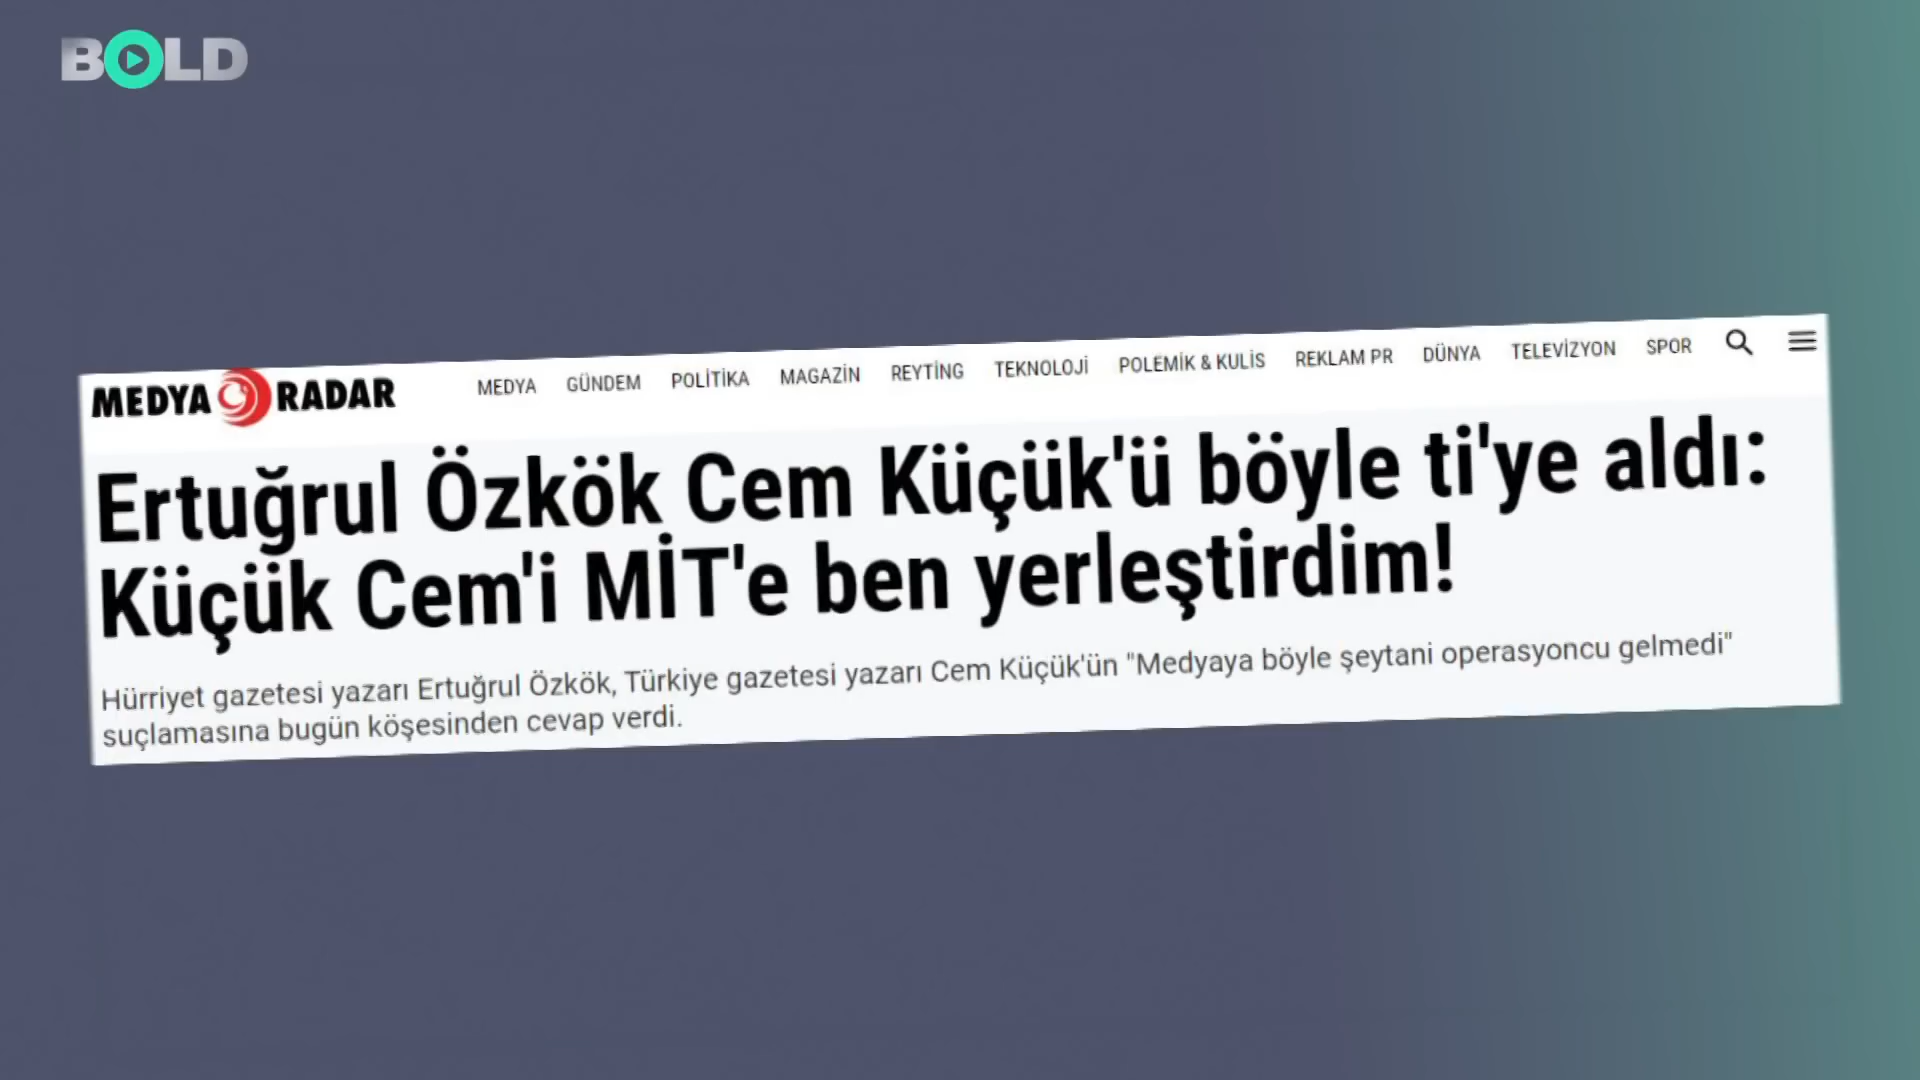 BOLD
MEDYA RADAR
MEDYA GÜNDEM POLİTİKA MAGAZİN REYTİNG TEKNOLOJİ POLEMİK & KULİS REKLAM PR DÜNYA TELEVİZYON SPOR
Ertuğrul Özkök Cem Küçük'ü böyle ti'ye aldı:
Küçük Cem'i MİT'e ben yerleştirdim!
Hürriyet gazetesi yazarı Ertuğrul Özkök, Türkiye gazetesi yazarı Cem Küçük'ün "Medyaya böyle şeytani operasyoncu gelmedi"
suçlamasına bugün köşesinden cevap verdi.